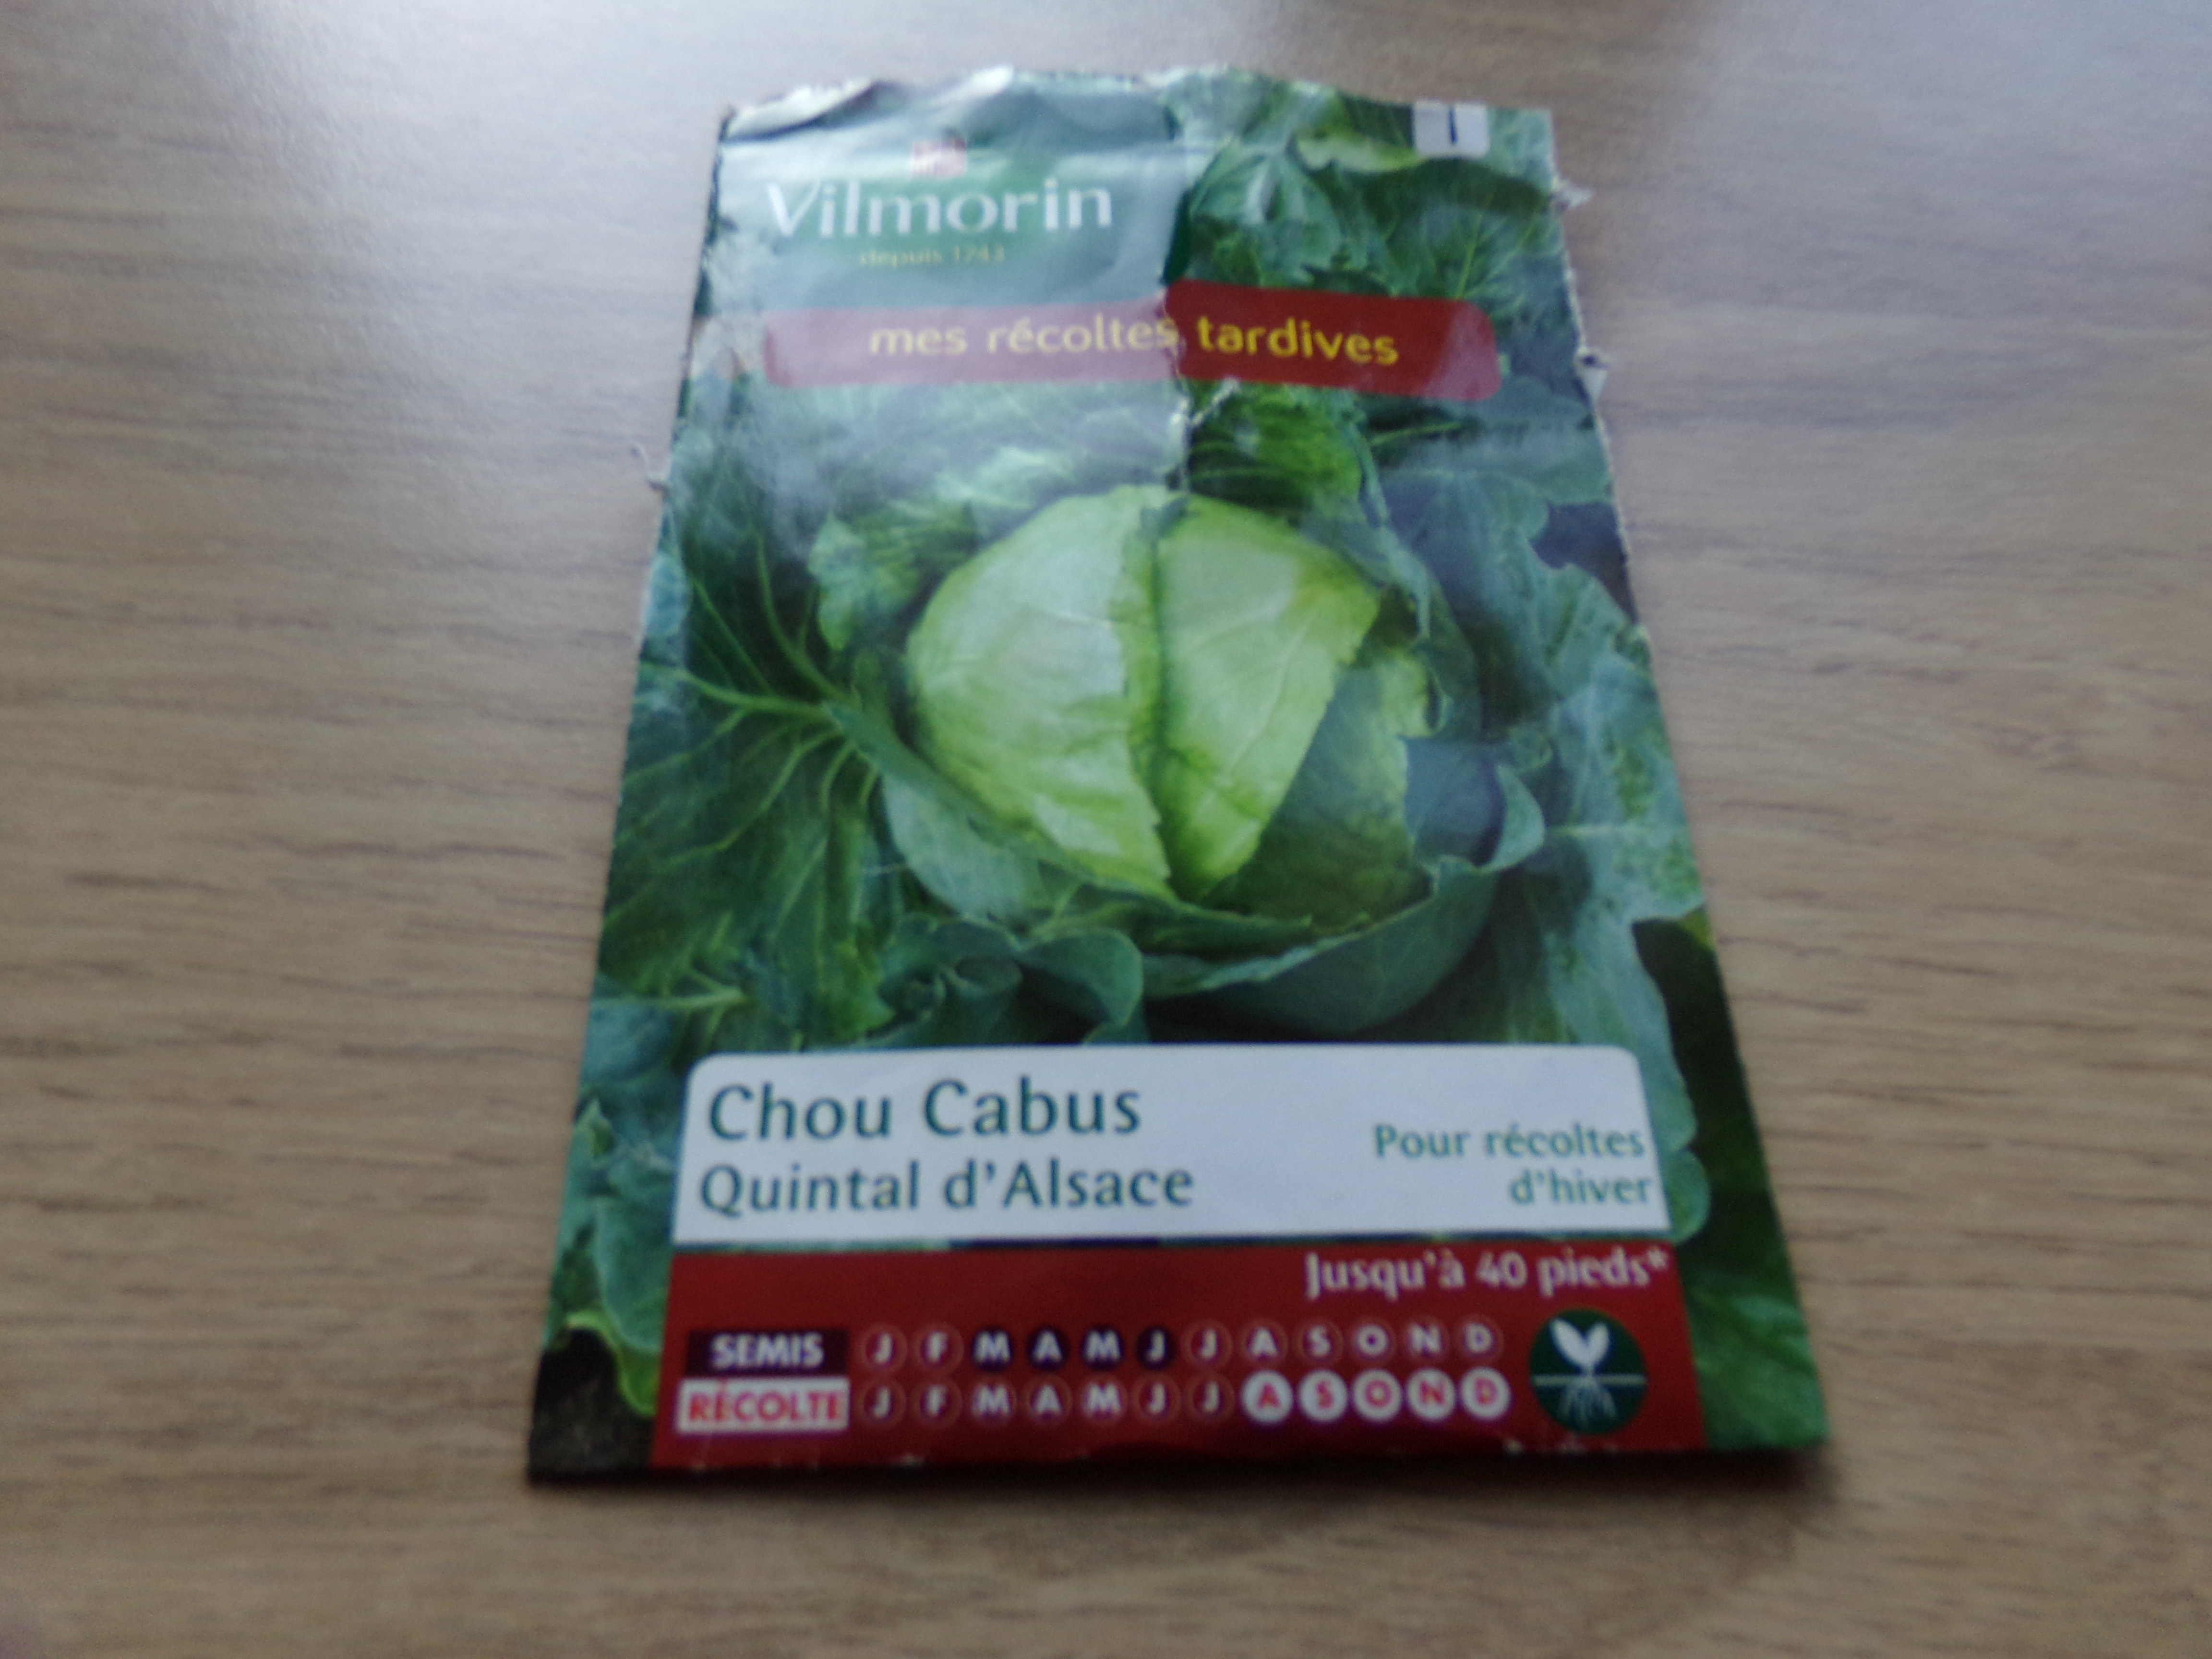 Vilmorin
depuis 1743
mes récoltes tardives
Chou Cabus
Quintal d'Alsace
Pour récoltes
d'hiver
Jusqu'à 40 pieds*
SEMIS J F M A M J J A S O N D
RÉCOLTE J F M A M J J A S O N D